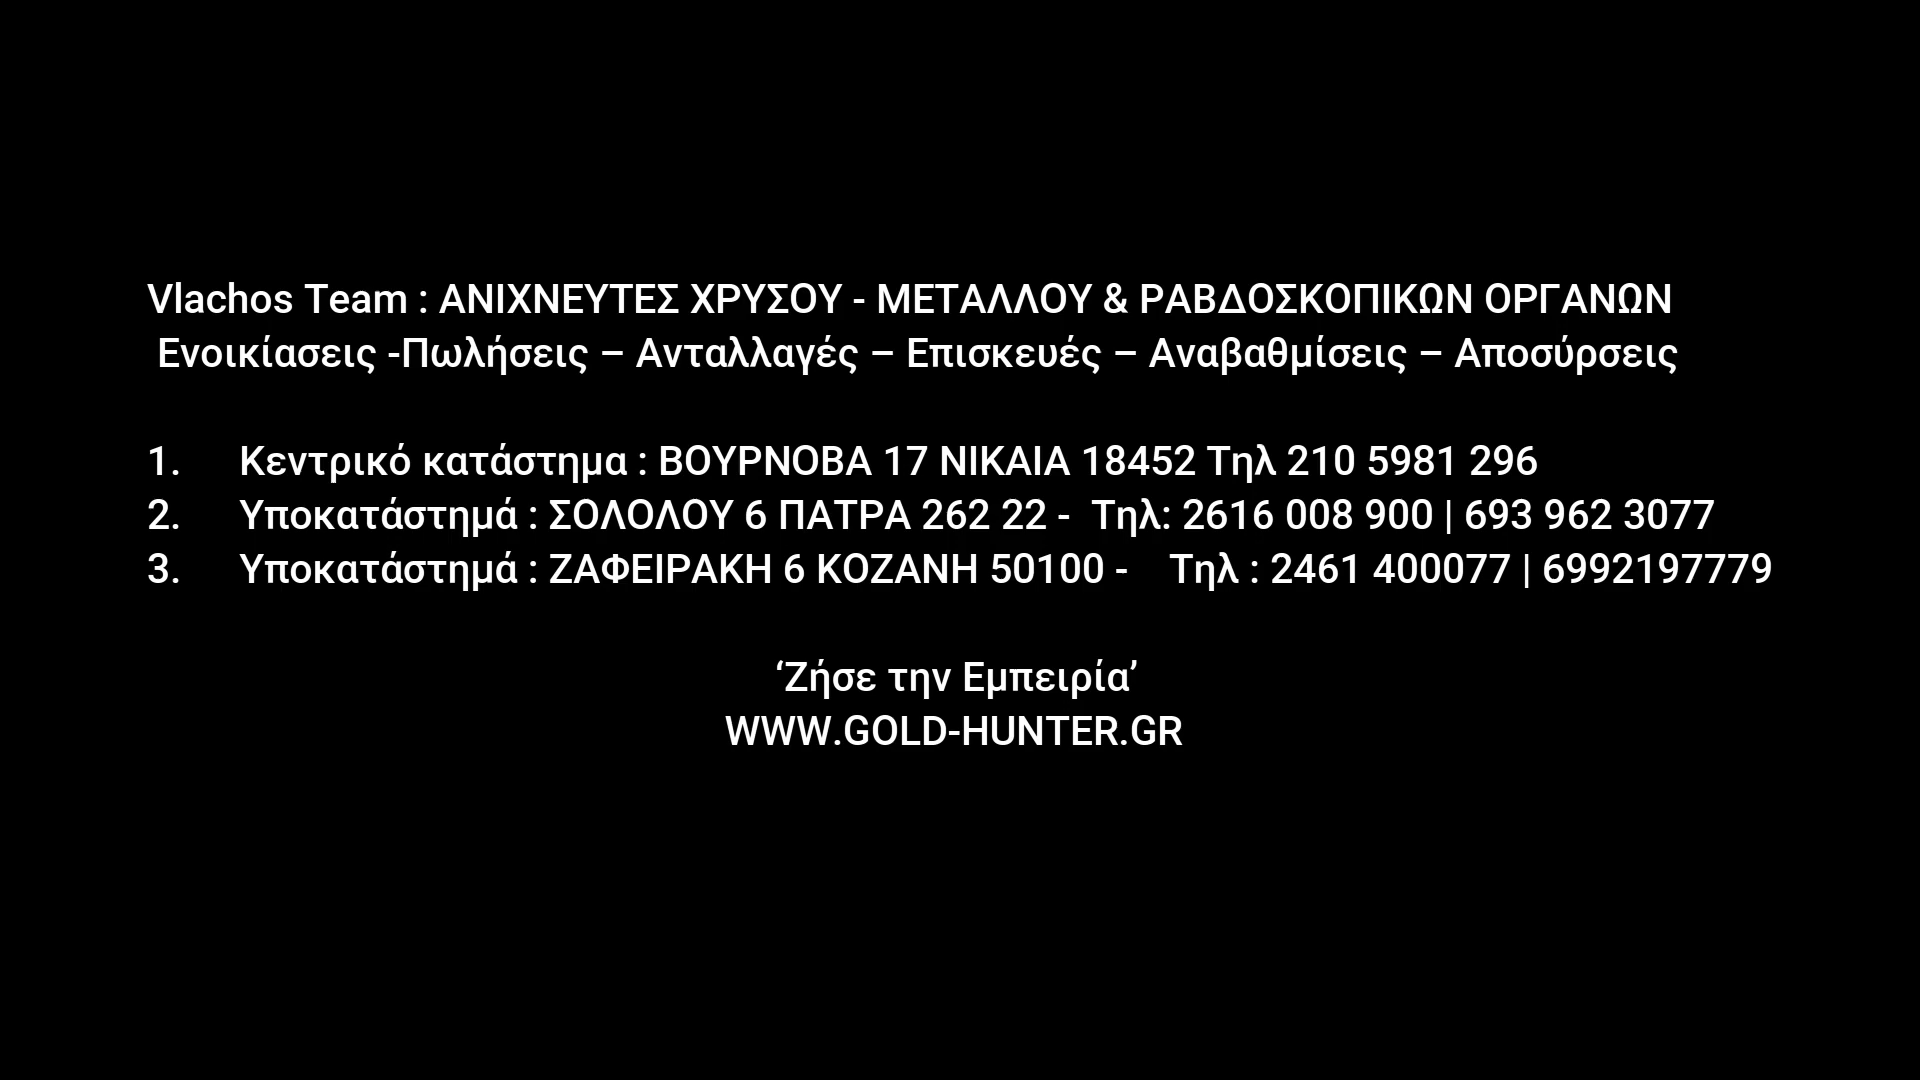 Vlachos Team : ΑΝΙΧΝΕΥΤΕΣ ΧΡΥΣΟΥ - ΜΕΤΑΛΛΟΥ & ΡΑΒΔΟΣΚΟΠΙΚΩΝ ΟΡΓΑΝΩΝ
Ενοικίασεις -Πωλήσεις – Ανταλλαγές – Επισκευές – Αναβαθμίσεις – Αποσύρσεις
1. Κεντρικό κατάστημα : ΒΟΥΡΝΟΒΑ 17 ΝΙΚΑΙΑ 18452 Τηλ 210 5981 296
2. Υποκατάστημά : ΣΟΛΟΛΟΥ 6 ΠΑΤΡΑ 262 22 - Τηλ: 2616 008 900 | 693 962 3077
3. Υποκατάστημά : ΖΑΦΕΙΡΑΚΗ 6 ΚΟΖΑΝΗ 50100 - Τηλ : 2461 400077 | 6992197779
‘Ζήσε την Εμπειρία’
WWW.GOLD-HUNTER.GR